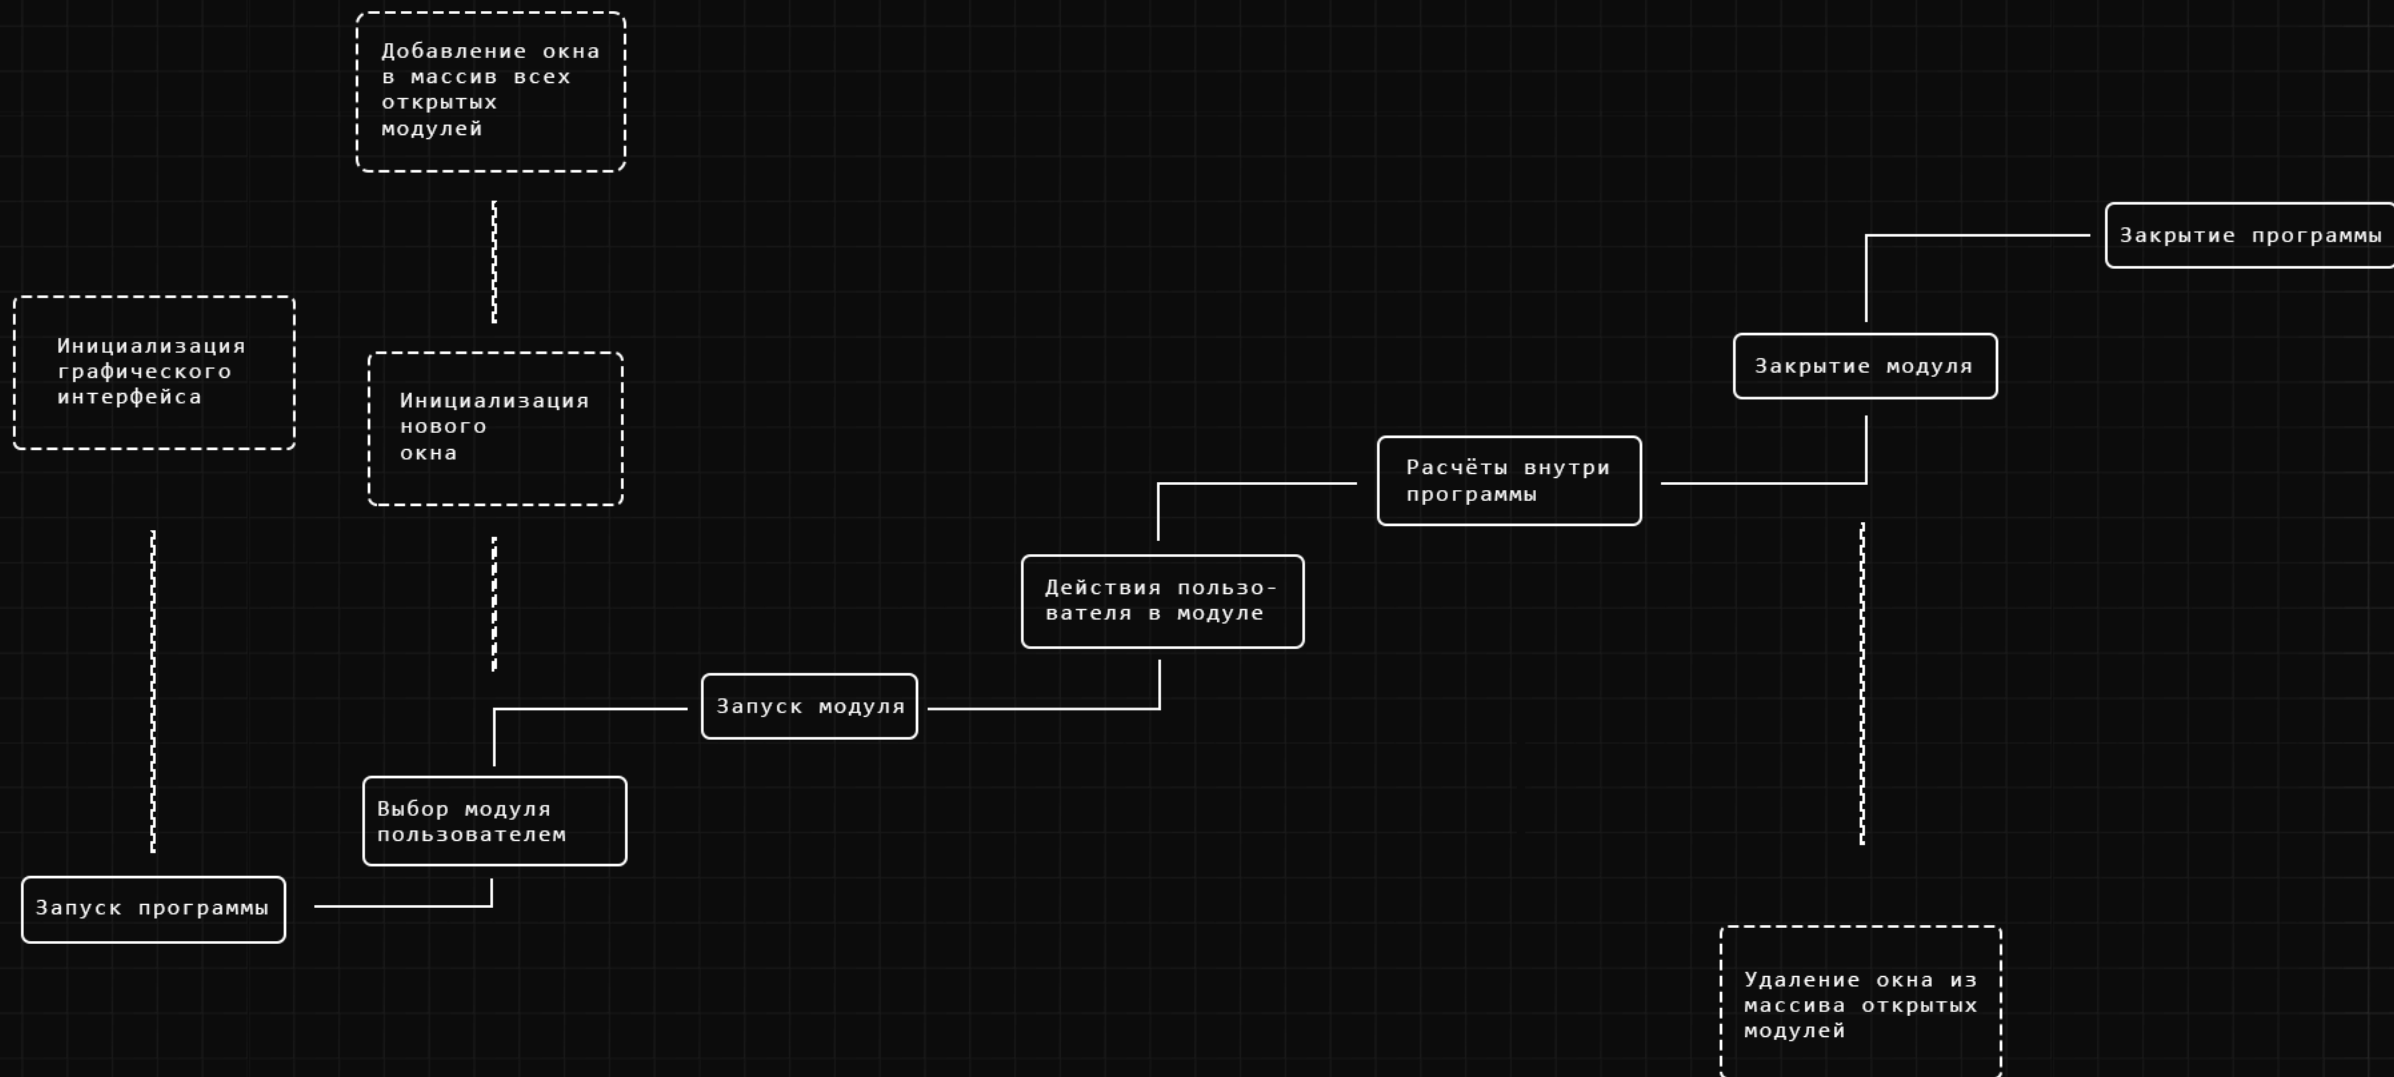 Добавление окна
в массив всех
открытых
модулей
Закрытие программы
Инициализация
графического
интерфейса
Закрытие модуля
Инициализация
нового
окна
Расчёты внутри
программы
Действия пользо-
вателя в модуле
Запуск модуля
Выбор модуля
пользователем
Запуск программы
Удаление окна из
массива открытых
модулей